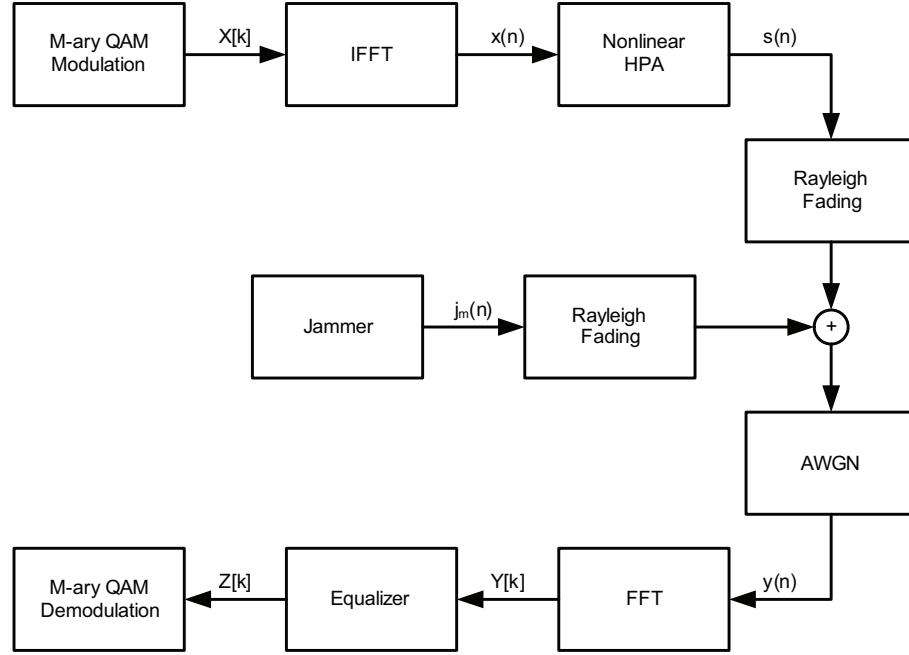 M-ary QAM
Modulation
X[k]
IFFT
x(n)
Nonlinear
HPA
s(n)
Rayleigh
Fading
Jammer
jₘ(n)
Rayleigh
Fading
+
AWGN
M-ary QAM
Demodulation
Z[k]
Equalizer
Y[k]
FFT
y(n)